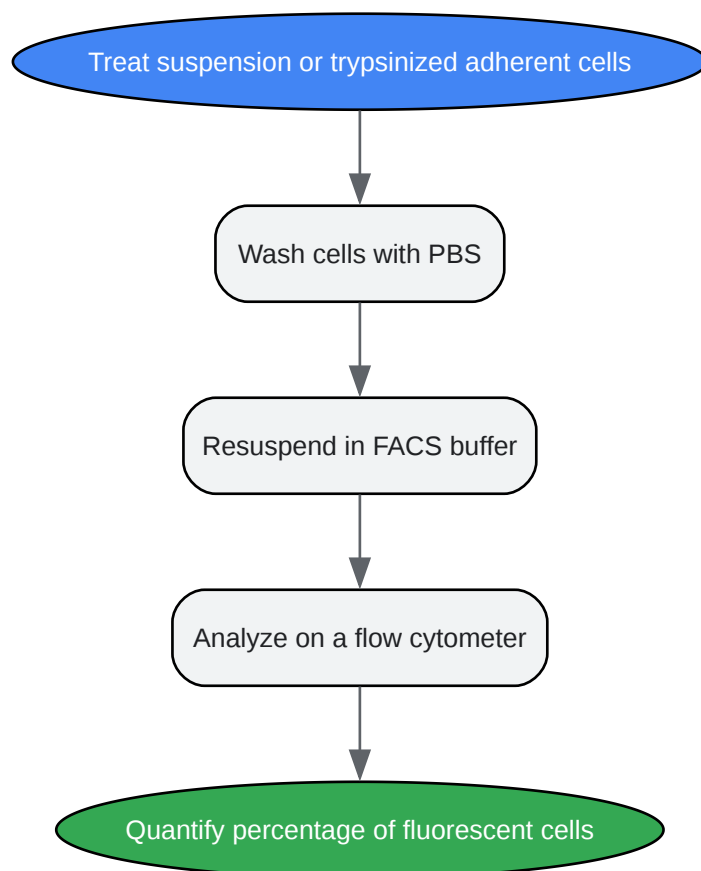 Treat suspension or trypsinized adherent cells
Wash cells with PBS
Resuspend in FACS buffer
Analyze on a flow cytometer
Quantify percentage of fluorescent cells